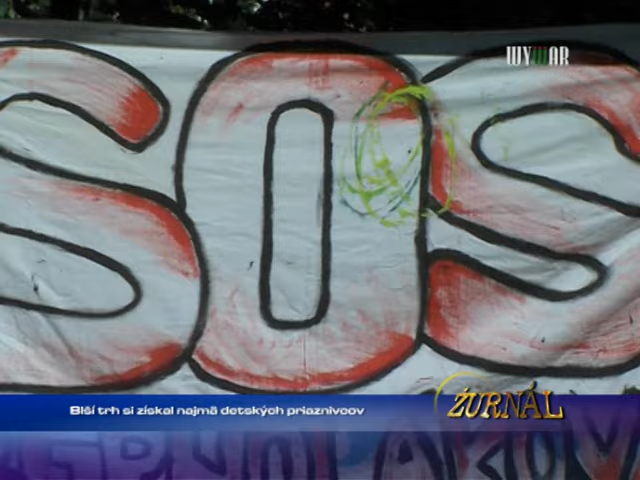 WYWAR
SOS
Blší trh si získal najmä detských priaznivcov
ŽURNÁL